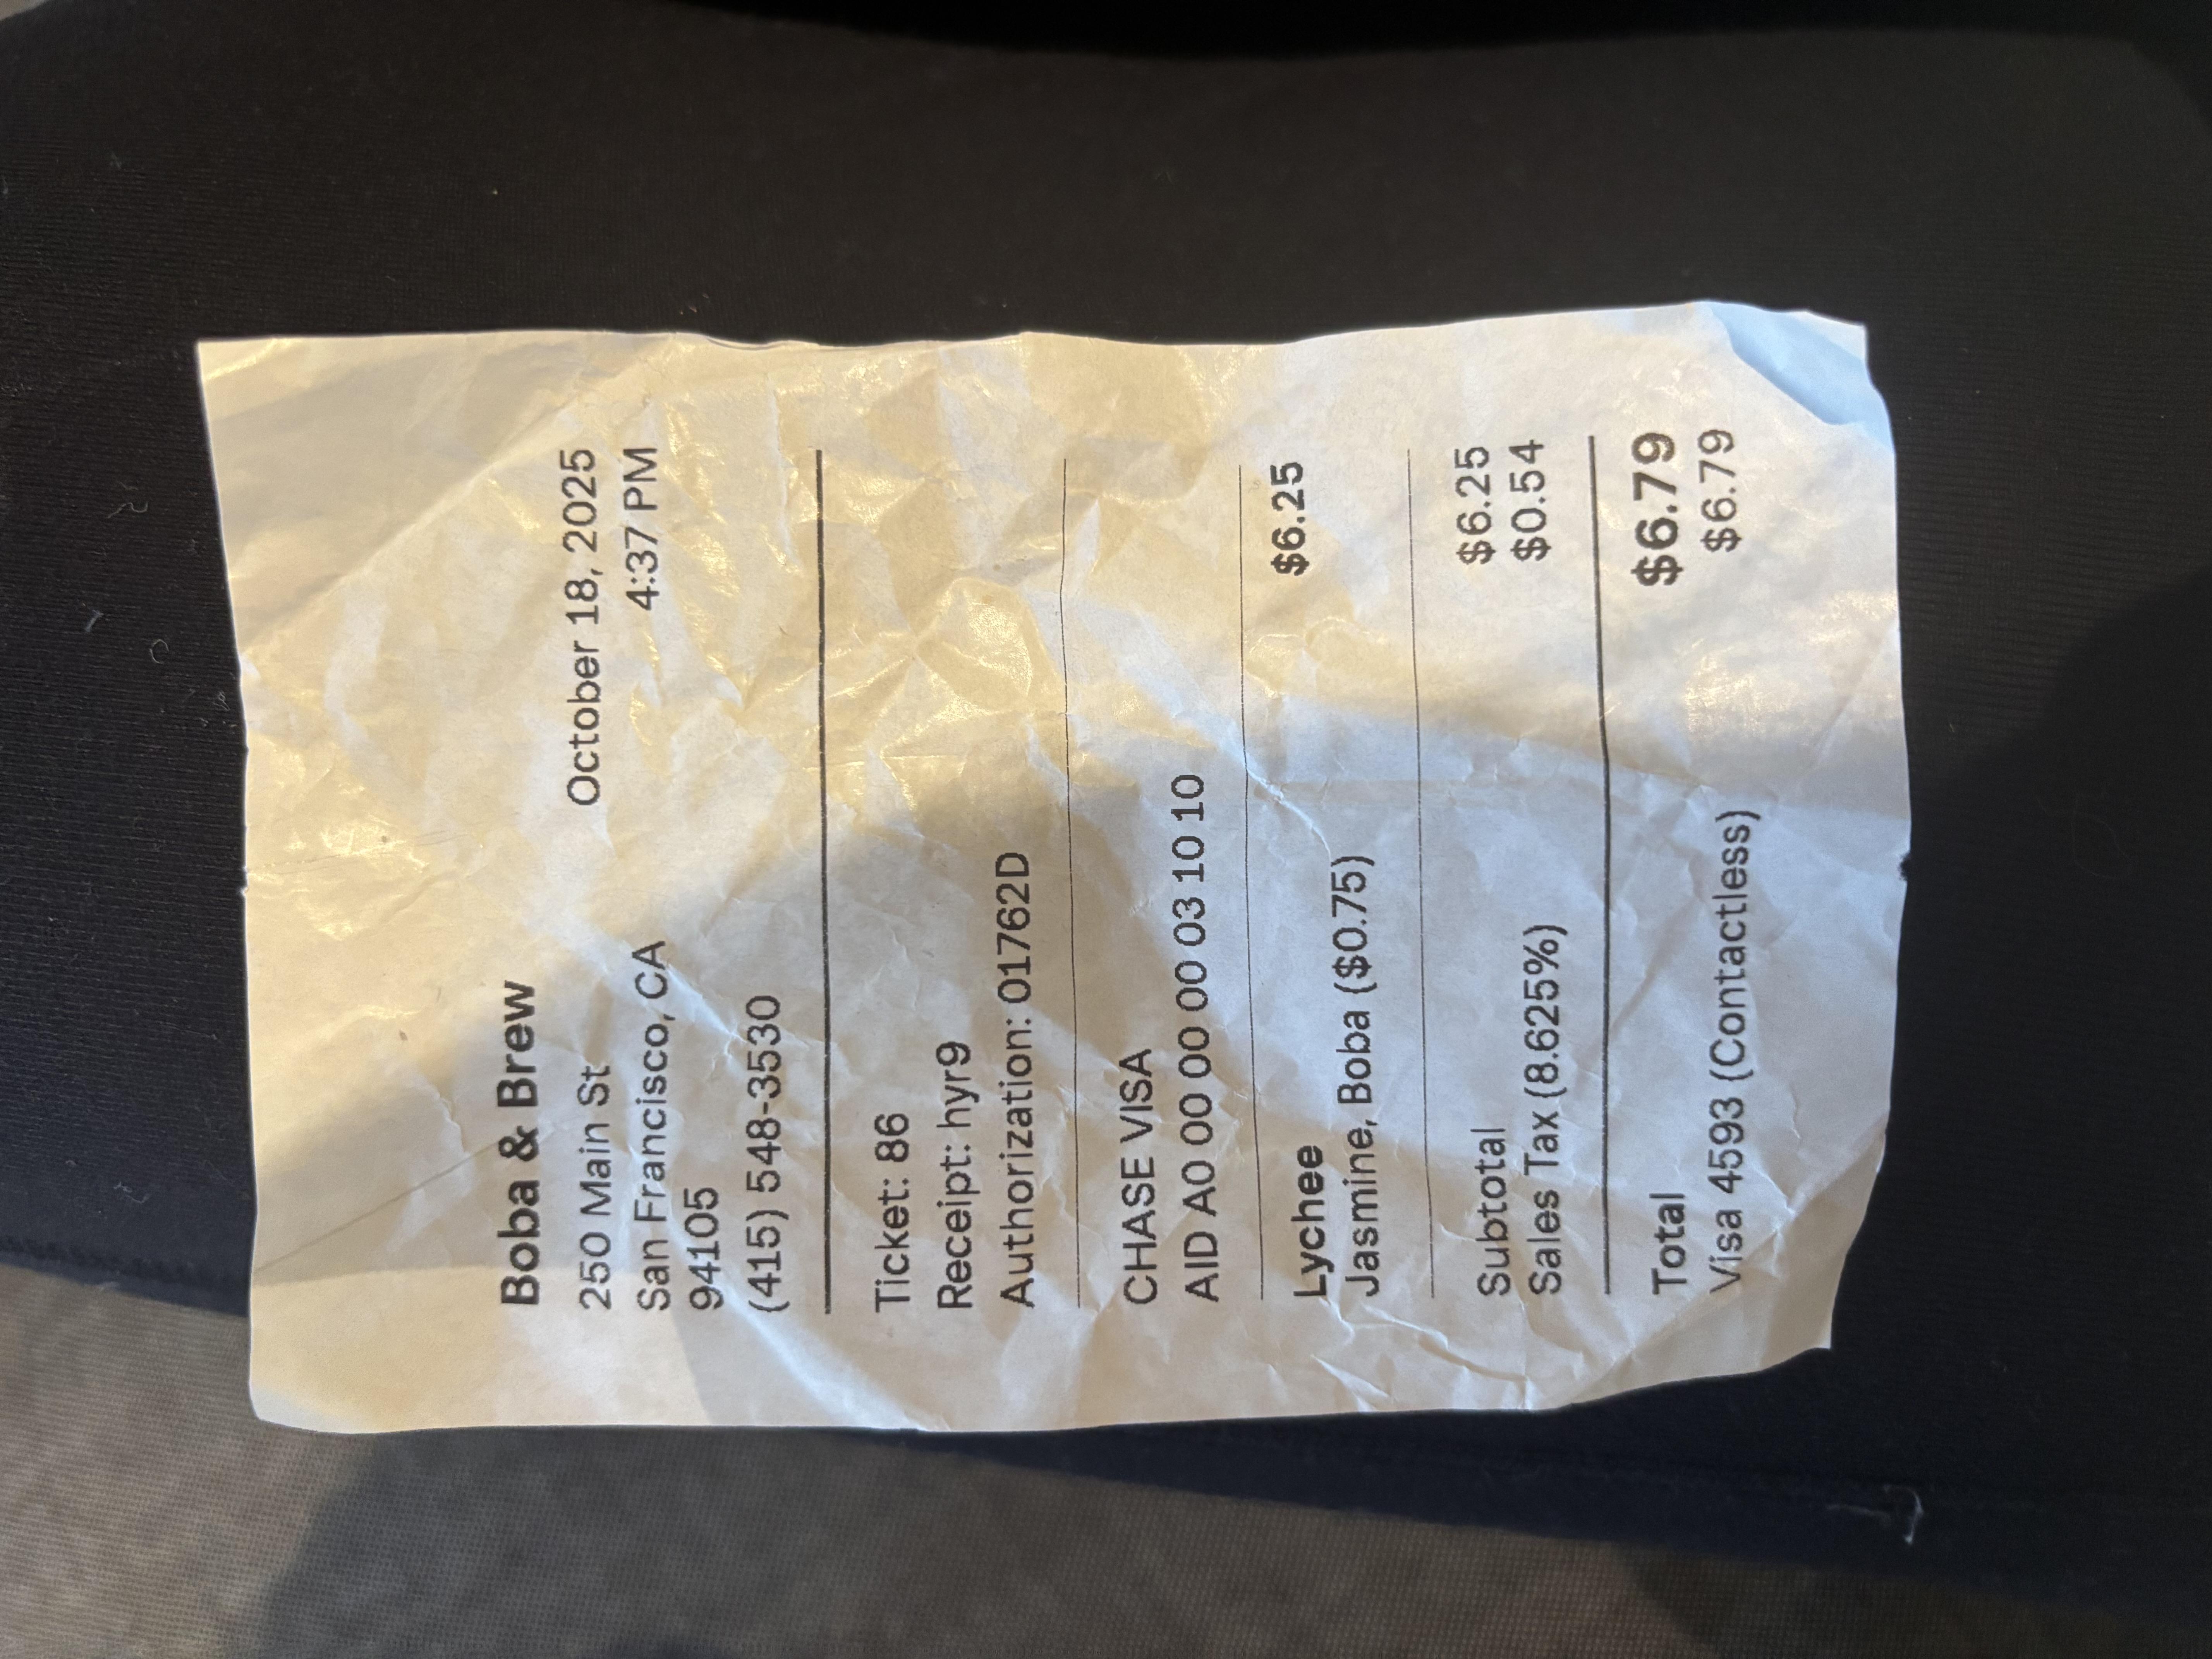 Boba & Brew
250 Main St October 18, 2025
San Francisco, CA 4:37 PM
94105
(415) 548-3530
Ticket: 86
Receipt: hyr9
Authorization: 01762D
CHASE VISA
AID A0 00 00 00 03 10 10
Lychee $6.25
Jasmine, Boba ($0.75)
Subtotal $6.25
Sales Tax (8.625%) $0.54
Total $6.79
Visa 4593 (Contactless) $6.79